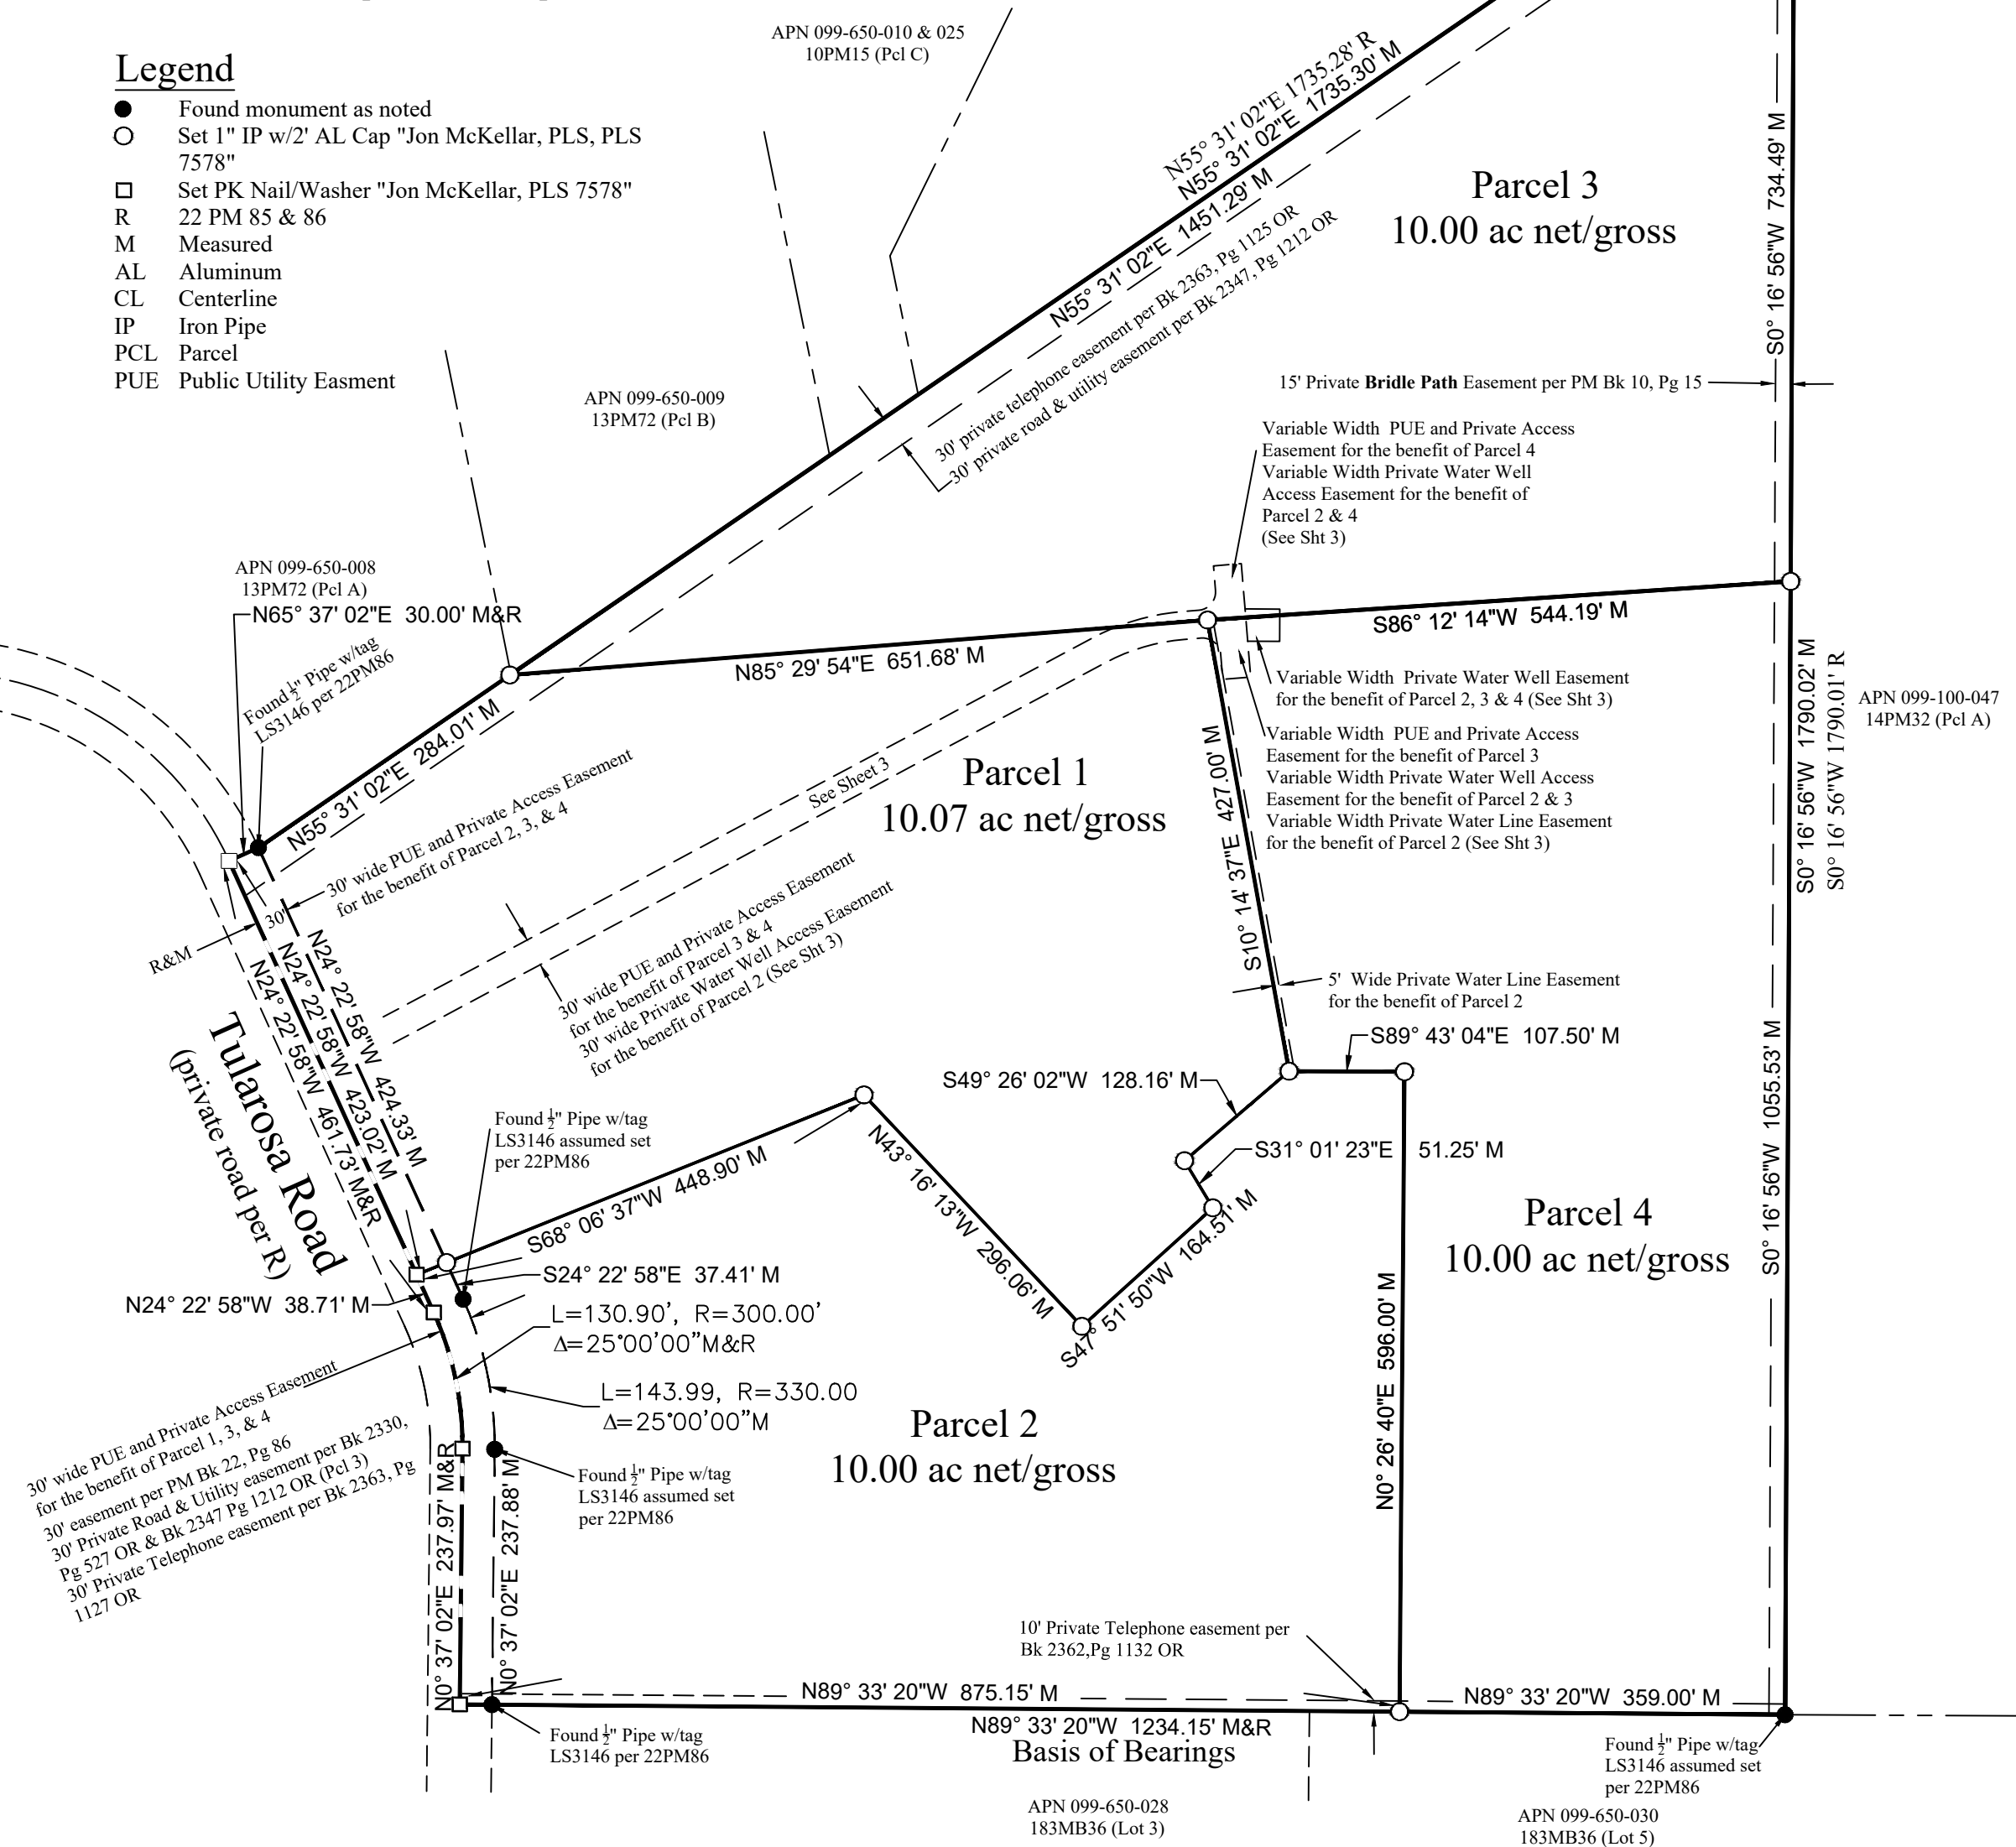 Legend
Found monument as noted
Set 1" IP w/2' AL Cap "Jon McKellar, PLS, PLS
7578"
Set PK Nail/Washer "Jon McKellar, PLS 7578"
R 22 PM 85 & 86
M Measured
AL Aluminum
CL Centerline
IP Iron Pipe
PCL Parcel
PUE Public Utility Easment
APN 099-650-010 & 025
10PM15 (Pcl C)
N55° 31' 02"E 1735.28' R
N55° 31' 02"E 1735.30' M
N55° 31' 02"E 1451.29' M
30' private telephone easement per Bk 2363, Pg 1125 OR
30' private road & utility easement per Bk 2347, Pg 1212 OR
Parcel 3
10.00 ac net/gross
S0° 16' 56"W 734.49' M
15' Private Bridle Path Easement per PM Bk 10, Pg 15
APN 099-650-009
13PM72 (Pcl B)
Variable Width PUE and Private Access
Easement for the benefit of Parcel 4
Variable Width Private Water Well
Access Easement for the benefit of
Parcel 2 & 4
(See Sht 3)
APN 099-650-008
13PM72 (Pcl A)
N65° 37' 02"E 30.00' M&R
Found ½" Pipe w/tag
LS3146 per 22PM86
N55° 31' 02"E 284.01' M
N85° 29' 54"E 651.68' M
S86° 12' 14"W 544.19' M
Variable Width Private Water Well Easement
for the benefit of Parcel 2, 3 & 4 (See Sht 3)
Variable Width PUE and Private Access
Easement for the benefit of Parcel 3
Variable Width Private Water Well Access
Easement for the benefit of Parcel 2 & 3
Variable Width Private Water Line Easement
for the benefit of Parcel 2 (See Sht 3)
S0° 16' 56"W 1790.02' M
S0° 16' 56"W 1790.01' R
APN 099-100-047
14PM32 (Pcl A)
Parcel 1
10.07 ac net/gross
See Sheet 3
30' wide PUE and Private Access Easement
for the benefit of Parcel 2, 3, & 4
30'
R&M
30' wide PUE and Private Access Easement
for the benefit of Parcel 3 & 4
30' wide Private Water Well Access Easement
for the benefit of Parcel 2 (See Sht 3)
S10° 14' 37"E 427.00' M
5' Wide Private Water Line Easement
for the benefit of Parcel 2
S89° 43' 04"E 107.50' M
S49° 26' 02"W 128.16' M
S31° 01' 23"E 51.25' M
S0° 16' 56"W 1055.53' M
N24° 22' 58"W 424.33' M
N24° 22' 58"W 423.02' M
N24° 22' 58"W 461.73' M&R
Tularosa Road
(private road per R)
Found ½" Pipe w/tag
LS3146 assumed set
per 22PM86
S68° 06' 37"W 448.90' M
N43° 16' 13"W 296.06' M
S47° 51' 50"W 164.51' M
Parcel 4
10.00 ac net/gross
S24° 22' 58"E 37.41' M
N24° 22' 58"W 38.71' M
L=130.90', R=300.00'
Δ=25°00'00"M&R
L=143.99, R=330.00
Δ=25°00'00"M
30' wide PUE and Private Access Easement
for the benefit of Parcel 1, 3, & 4
30' easement per PM Bk 22, Pg 86
30' Private Road & Utility easement per Bk 2330,
Pg 527 OR & Bk 2347 Pg 1212 OR (Pcl 3)
30' Private Telephone easement per Bk 2363, Pg
1127 OR
Parcel 2
10.00 ac net/gross
Found ½" Pipe w/tag
LS3146 assumed set
per 22PM86
N0° 37' 02"E 237.97' M&R
N0° 37' 02"E 237.88' M
N0° 26' 40"E 596.00' M
10' Private Telephone easement per
Bk 2362,Pg 1132 OR
N89° 33' 20"W 875.15' M
N89° 33' 20"W 359.00' M
N89° 33' 20"W 1234.15' M&R
Basis of Bearings
Found ½" Pipe w/tag
LS3146 per 22PM86
Found ½" Pipe w/tag
LS3146 assumed set
per 22PM86
APN 099-650-028
183MB36 (Lot 3)
APN 099-650-030
183MB36 (Lot 5)